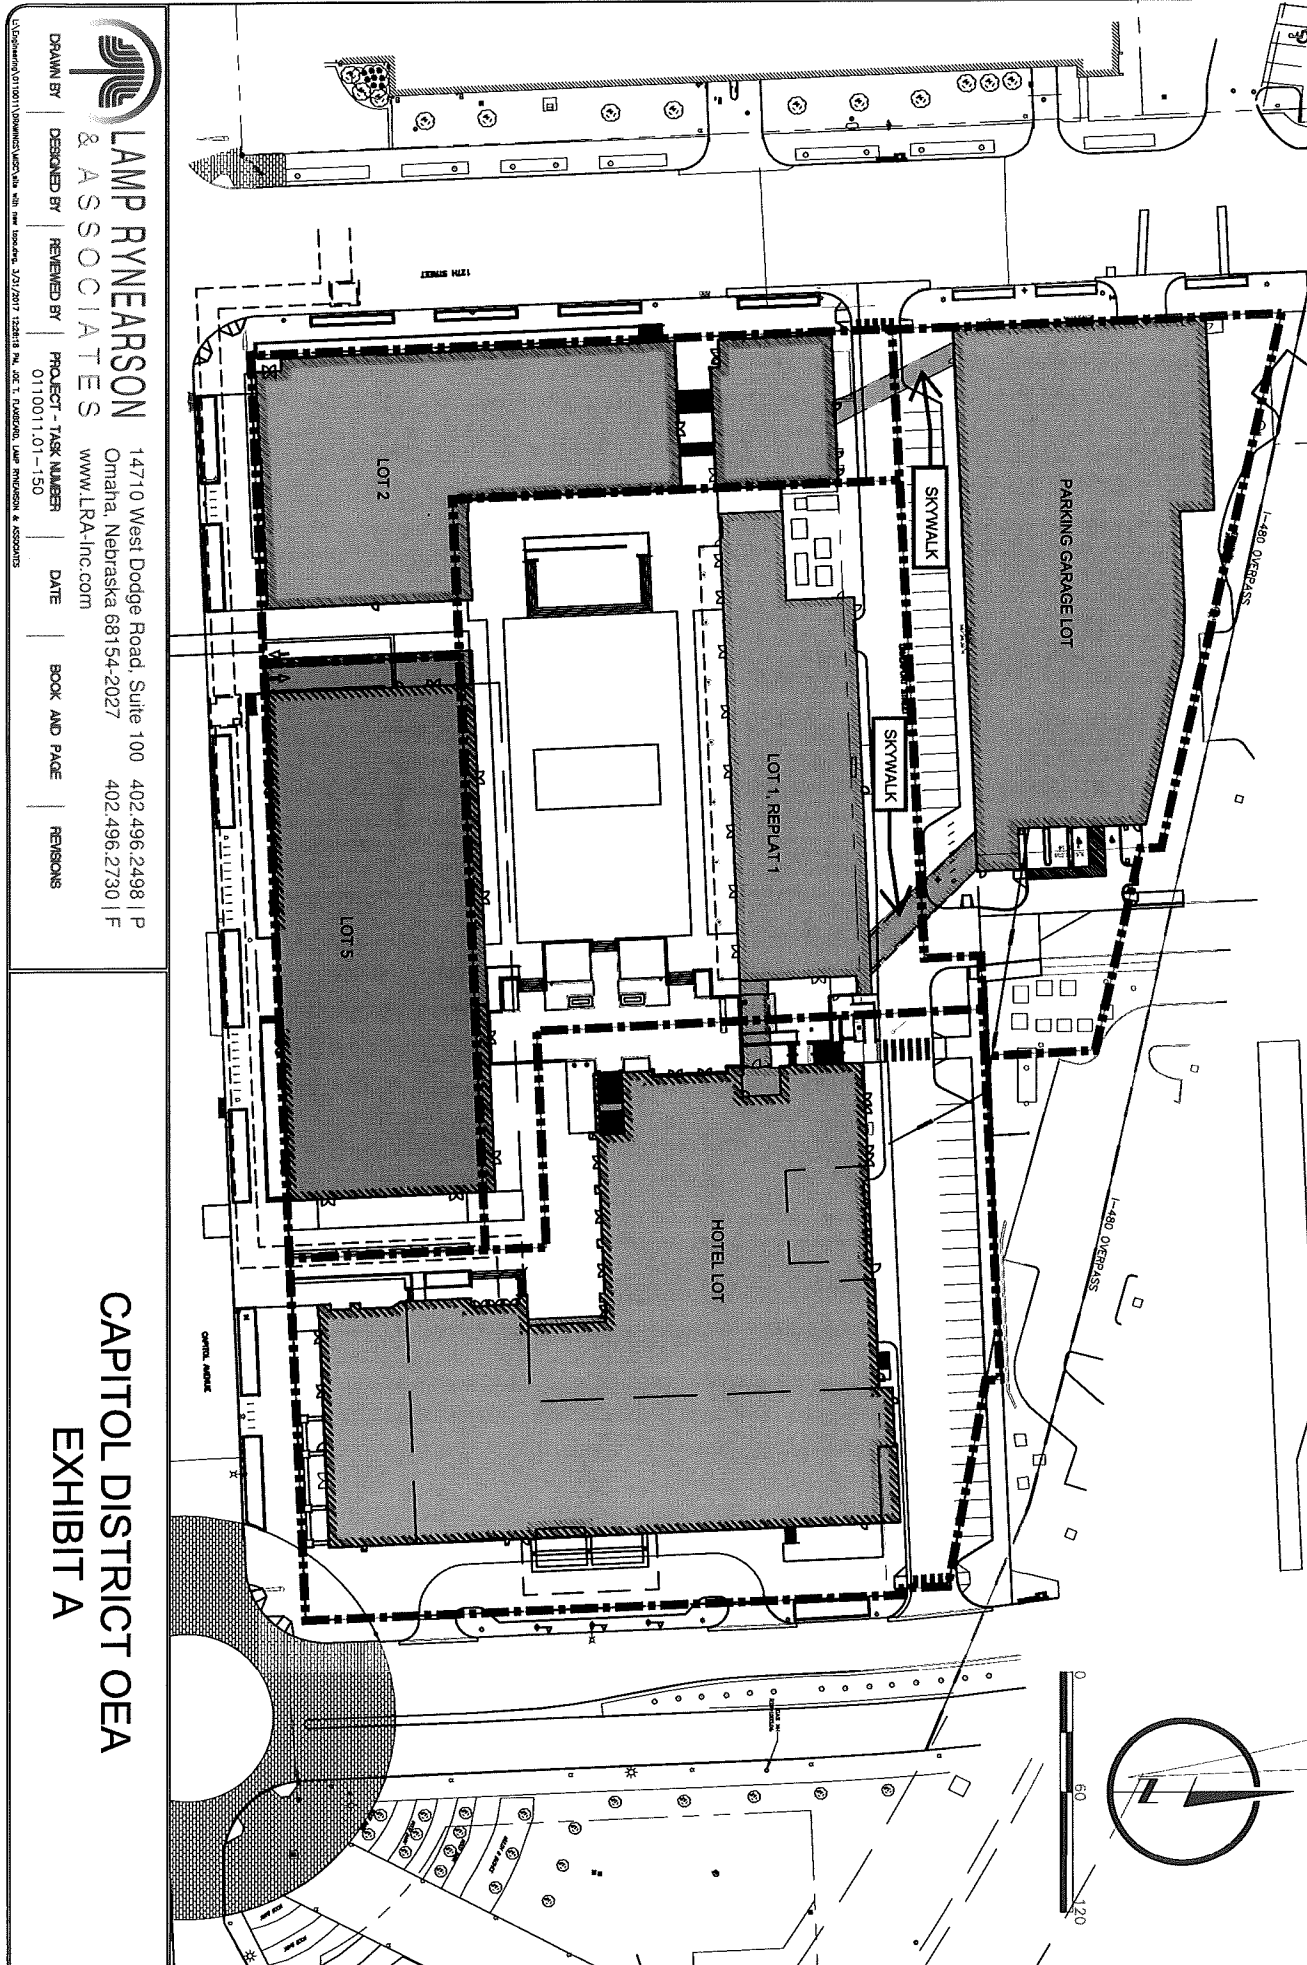 I-480 OVERPASS
I-480 OVERPASS
PARKING GARAGE LOT
SKYWALK
SKYWALK
LOT 1, REPLAT 1
12TH STREET
LOT 2
LOT 5
HOTEL LOT
CAPITOL AVENUE
0
60
120
LAMP RYNEARSON
& ASSOCIATES
14710 West Dodge Road, Suite 100
Omaha, Nebraska 68154-2027
www.LRA-Inc.com
402.496.2498 | P
402.496.2730 | F
DRAWN BY
DESIGNED BY
REVIEWED BY
PROJECT - TASK NUMBER
0110011.01-150
DATE
BOOK AND PAGE
REVISIONS
CAPITOL DISTRICT OEA
EXHIBIT A